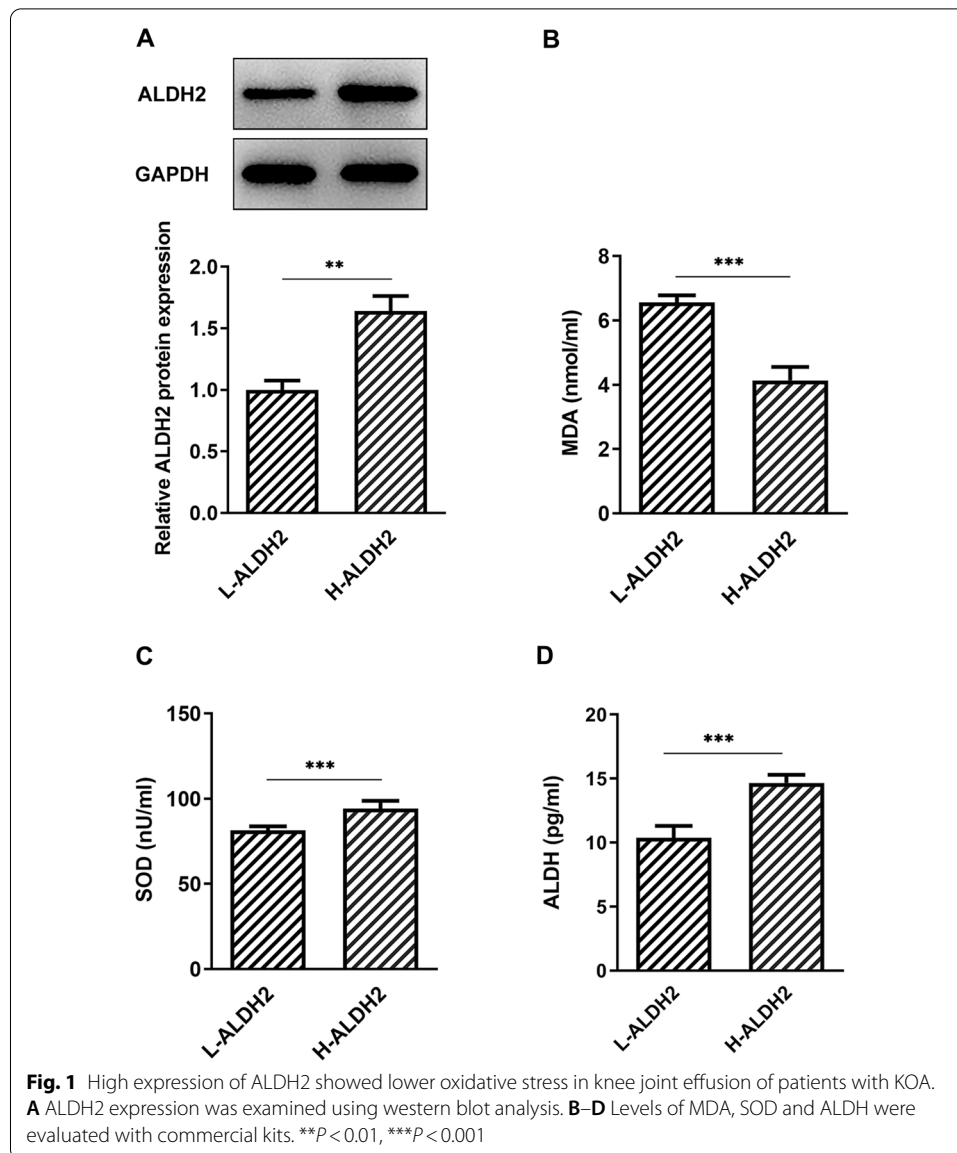 A
ALDH2
GAPDH
Relative ALDH2 protein expression
2.0
1.5
1.0
0.5
0.0
**
L-ALDH2
H-ALDH2
B
MDA (nmol/ml)
8
6
4
2
0
***
L-ALDH2
H-ALDH2
C
SOD (nU/ml)
150
100
50
0
***
L-ALDH2
H-ALDH2
D
ALDH (pg/ml)
20
15
10
5
0
***
L-ALDH2
H-ALDH2
Fig. 1 High expression of ALDH2 showed lower oxidative stress in knee joint effusion of patients with KOA.
A ALDH2 expression was examined using western blot analysis. B–D Levels of MDA, SOD and ALDH were
evaluated with commercial kits. **P < 0.01, ***P < 0.001